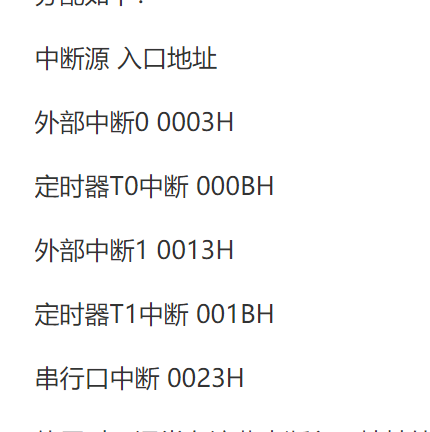 中断源 入口地址
外部中断0 0003H
定时器T0中断 000BH
外部中断1 0013H
定时器T1中断 001BH
串行口中断 0023H